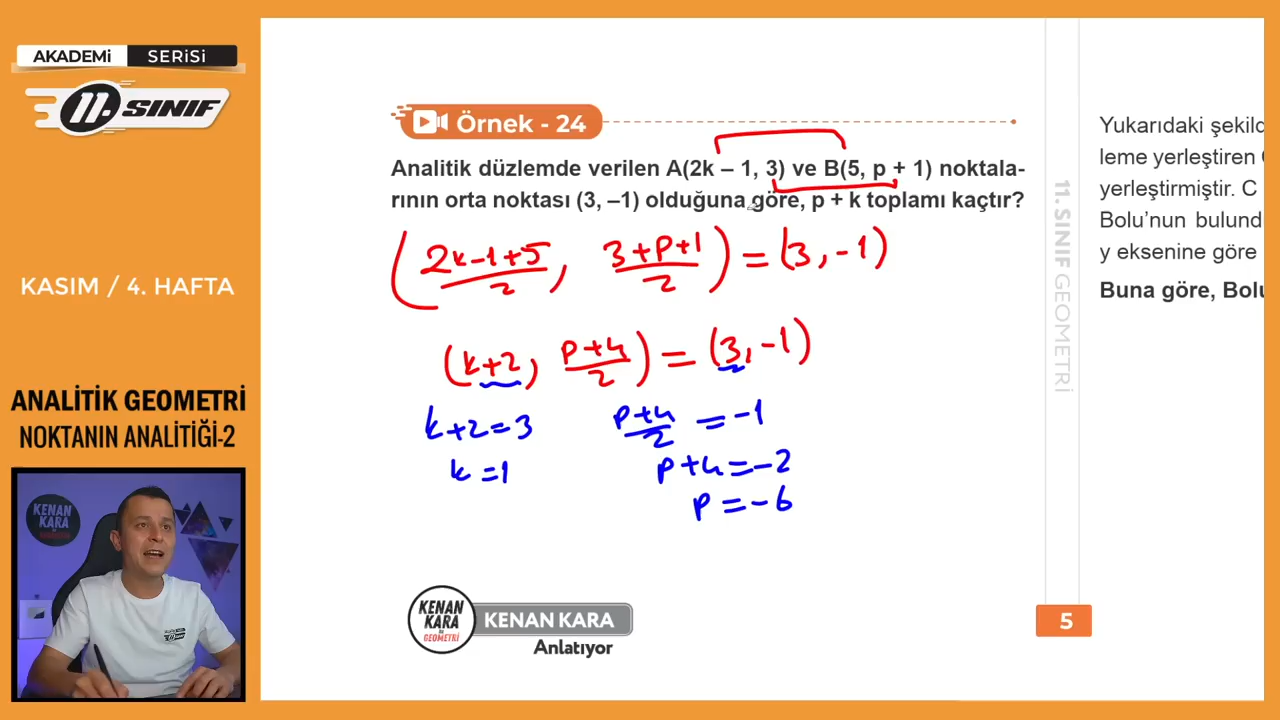 AKADEMİ SERİSİ
11. SINIF
KASIM / 4. HAFTA
ANALİTİK GEOMETRİ
NOKTANIN ANALİTİĞİ-2
KENAN
KARA
ile
GEOMETRİ
Örnek - 24
Analitik düzlemde verilen A(2k – 1, 3) ve B(5, p + 1) noktala-
rının orta noktası (3, –1) olduğuna göre, p + k toplamı kaçtır?
(2k-1+5/2, 3+p+1/2) = (3, -1)
(k+2, p+4/2) = (3, -1)
k+2=3 p+4/2 = -1
k=1 p+4=-2
p=-6
KENAN
KARA
ile
GEOMETRİ
KENAN KARA
Anlatıyor
11. SINIF GEOMETRİ
5
Yukarıdaki şekild
leme yerleştiren
yerleştirmiştir. C
Bolu’nun bulund
y eksenine göre
Buna göre, Bolu